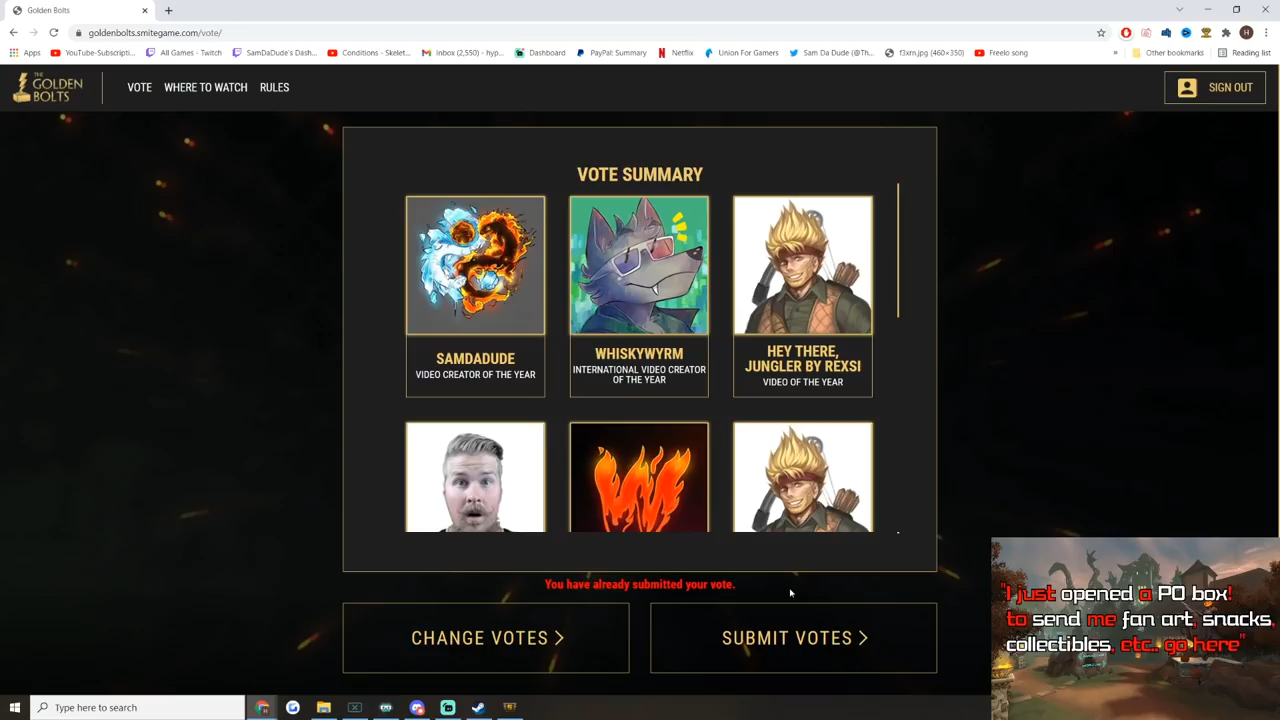 Golden Bolts
goldenbolts.smitegame.com/vote/
Apps YouTube-Subscripti... All Games - Twitch SamDaDude's Dash... Conditions - Skelet... Inbox (2,550) - hyp... Dashboard PayPal: Summary Netflix Union For Gamers Sam Da Dude (@Th... f3xrn.jpg (460×350) Freelo song » Other bookmarks Reading list
THE GOLDEN BOLTS
VOTE WHERE TO WATCH RULES SIGN OUT
VOTE SUMMARY
SAMDADUDE
VIDEO CREATOR OF THE YEAR
WHISKYWYRM
INTERNATIONAL VIDEO CREATOR
OF THE YEAR
HEY THERE,
JUNGLER BY REXSI
VIDEO OF THE YEAR
You have already submitted your vote.
CHANGE VOTES >
SUBMIT VOTES >
"I just opened a PO box!
to send me fan art, snacks,
collectibles, etc.. go here"
Type here to search